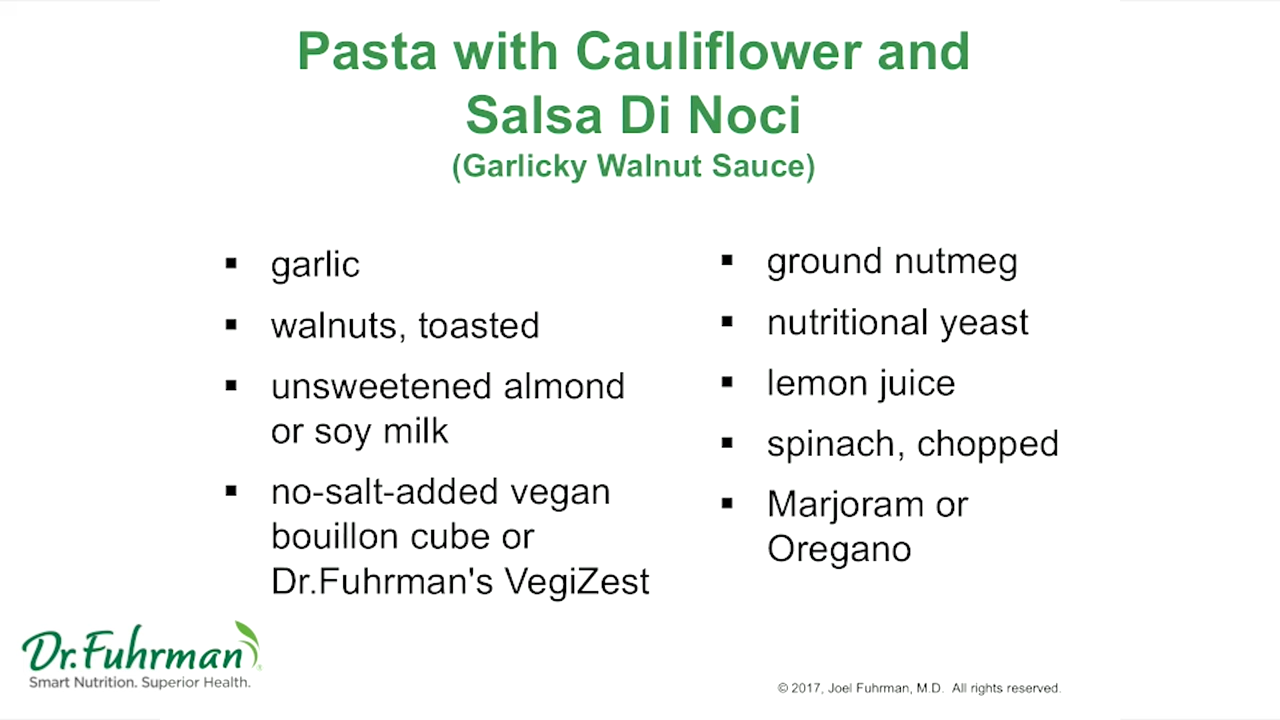 Pasta with Cauliflower and
Salsa Di Noci
(Garlicky Walnut Sauce)
▪ garlic
▪ walnuts, toasted
▪ unsweetened almond
or soy milk
▪ no-salt-added vegan
bouillon cube or
Dr.Fuhrman's VegiZest
▪ ground nutmeg
▪ nutritional yeast
▪ lemon juice
▪ spinach, chopped
▪ Marjoram or
Oregano
Dr.Fuhrman
Smart Nutrition. Superior Health.
© 2017, Joel Fuhrman, M.D. All rights reserved.